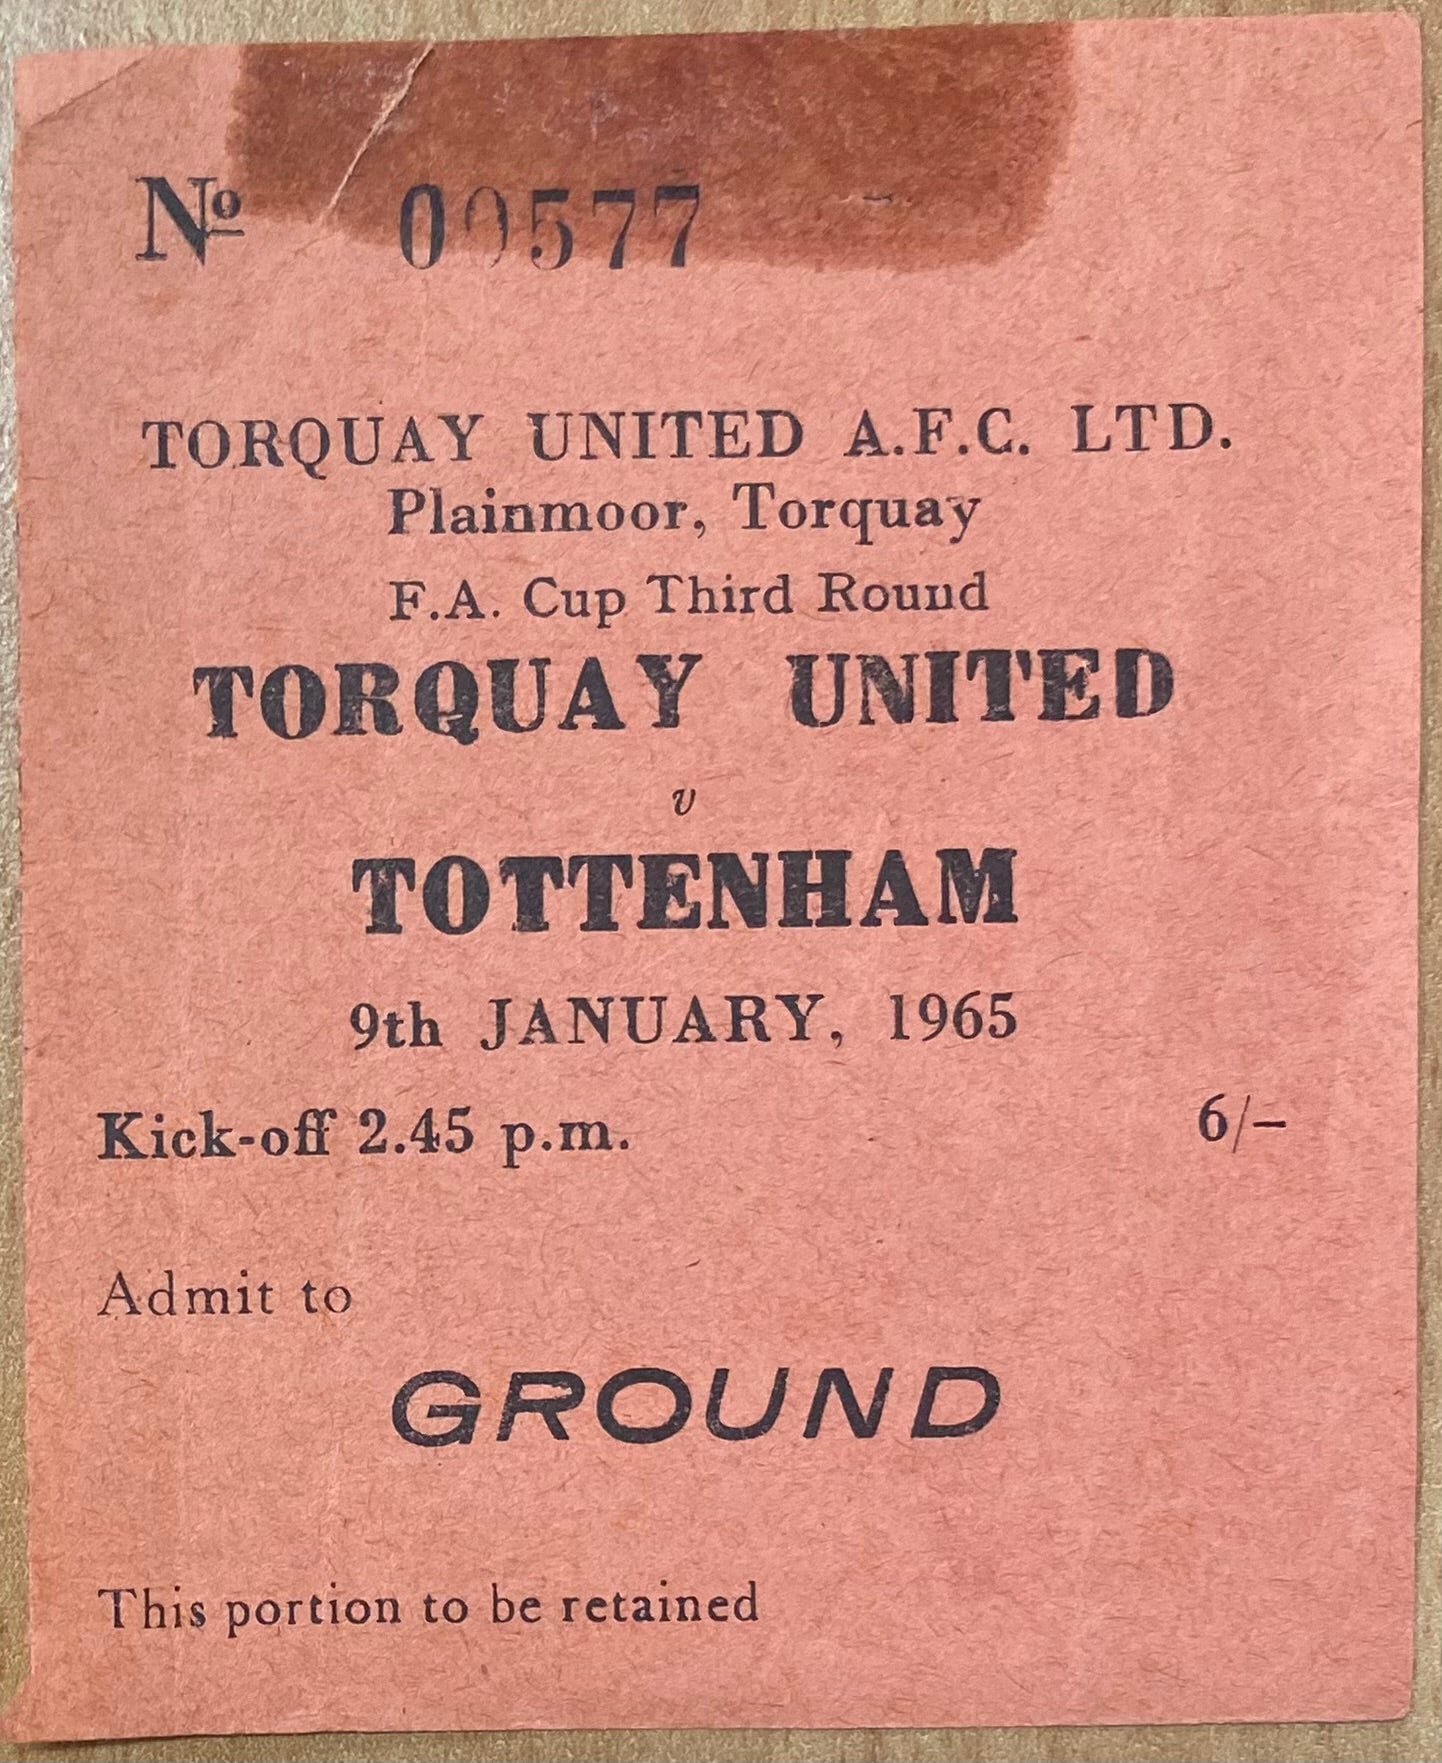 Nº 00577
TORQUAY UNITED A.F.C. LTD.
Plainmoor, Torquay
F.A. Cup Third Round
TORQUAY UNITED
v
TOTTENHAM
9th JANUARY, 1965
Kick-off 2.45 p.m. 6/–
Admit to
GROUND
This portion to be retained